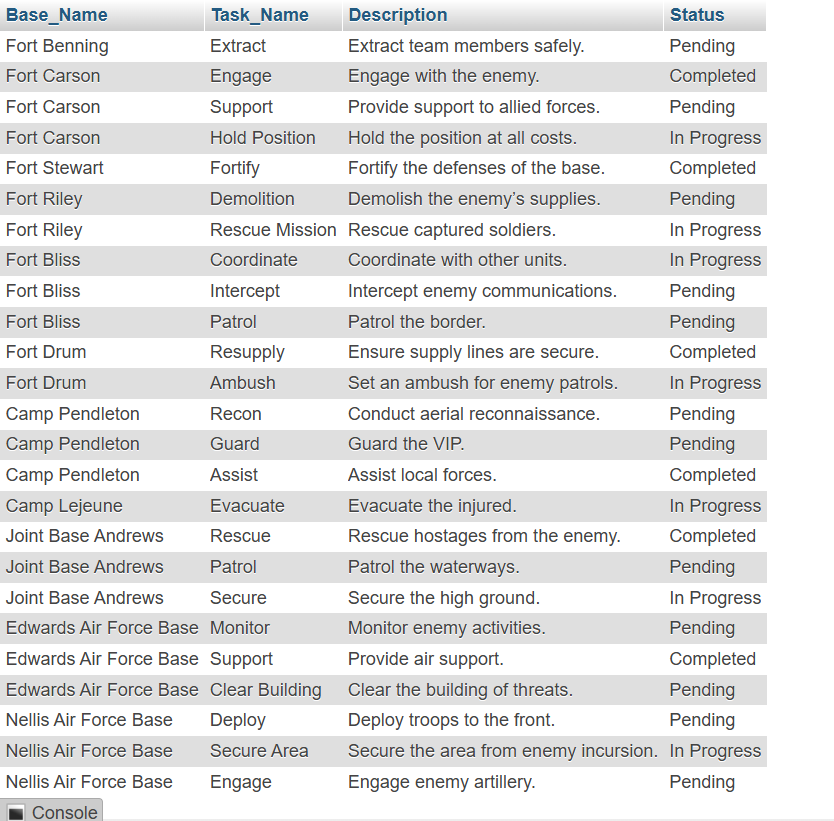 Base_Name Task_Name Description Status
Fort Benning Extract Extract team members safely. Pending
Fort Carson Engage Engage with the enemy. Completed
Fort Carson Support Provide support to allied forces. Pending
Fort Carson Hold Position Hold the position at all costs. In Progress
Fort Stewart Fortify Fortify the defenses of the base. Completed
Fort Riley Demolition Demolish the enemy’s supplies. Pending
Fort Riley Rescue Mission Rescue captured soldiers. In Progress
Fort Bliss Coordinate Coordinate with other units. In Progress
Fort Bliss Intercept Intercept enemy communications. Pending
Fort Bliss Patrol Patrol the border. Pending
Fort Drum Resupply Ensure supply lines are secure. Completed
Fort Drum Ambush Set an ambush for enemy patrols. In Progress
Camp Pendleton Recon Conduct aerial reconnaissance. Pending
Camp Pendleton Guard Guard the VIP. Pending
Camp Pendleton Assist Assist local forces. Completed
Camp Lejeune Evacuate Evacuate the injured. In Progress
Joint Base Andrews Rescue Rescue hostages from the enemy. Completed
Joint Base Andrews Patrol Patrol the waterways. Pending
Joint Base Andrews Secure Secure the high ground. In Progress
Edwards Air Force Base Monitor Monitor enemy activities. Pending
Edwards Air Force Base Support Provide air support. Completed
Edwards Air Force Base Clear Building Clear the building of threats. Pending
Nellis Air Force Base Deploy Deploy troops to the front. Pending
Nellis Air Force Base Secure Area Secure the area from enemy incursion. In Progress
Nellis Air Force Base Engage Engage enemy artillery. Pending
Console